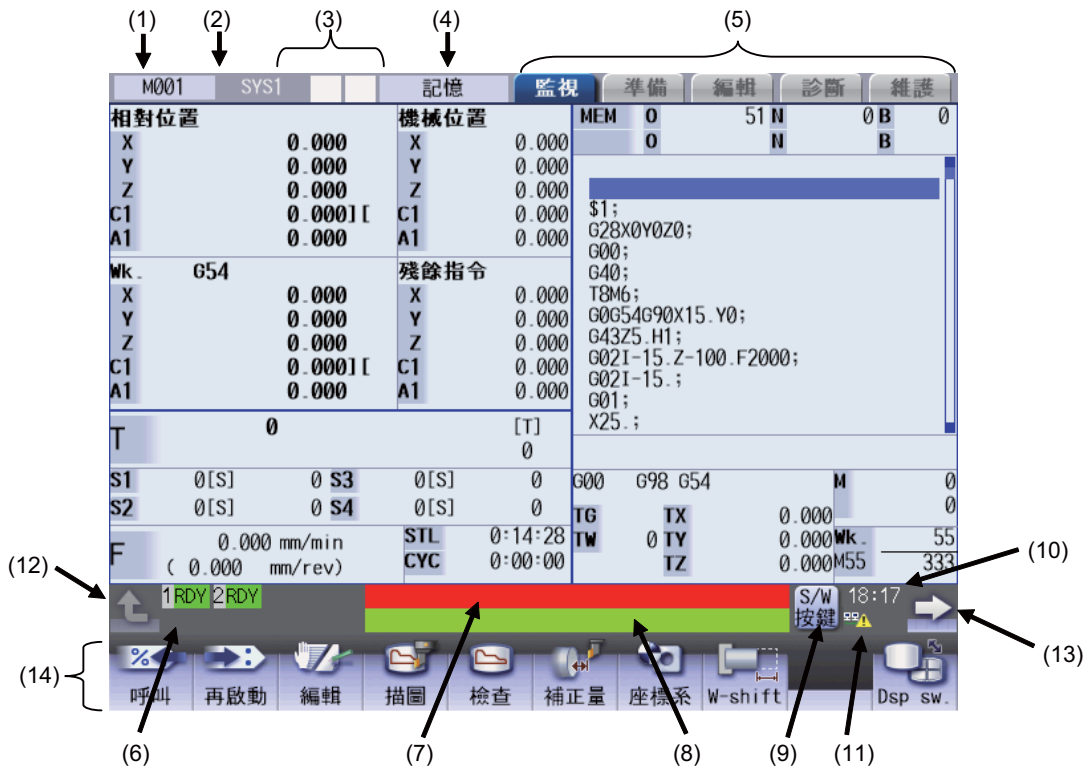 (1) (2) (3) (4) (5)
M001 SYS1 記憶 監視 準備 編輯 診斷 維護
相對位置 機械位置
X 0.000 X 0.000
Y 0.000 Y 0.000
Z 0.000 Z 0.000
C1 0.000][ C1 0.000
A1 0.000 A1 0.000
Wk. G54 殘餘指令
X 0.000 X 0.000
Y 0.000 Y 0.000
Z 0.000 Z 0.000
C1 0.000][ C1 0.000
A1 0.000 A1 0.000
T 0 [T]
0
S1 0[S] 0 S3 0[S] 0
S2 0[S] 0 S4 0[S] 0
F 0.000 mm/min STL 0:14:28
( 0.000 mm/rev) CYC 0:00:00
MEM O 51 N 0 B 0
O N B
$1;
G28X0Y0Z0;
G00;
G40;
T8M6;
G0G54G90X15.Y0;
G43Z5.H1;
G02I-15.Z-100.F2000;
G02I-15.;
G01;
X25.;
G00 G98 G54 M 0
0
TG TX 0.000
TW 0 TY 0.000 Wk. 55
TZ 0.000 M55 333
(10)
(12)
1 RDY 2 RDY S/W 按鍵 18:17
(13)
(14)
呼叫 再啟動 編輯 描圖 檢查 補正量 座標系 W-shift Dsp sw.
(6) (7) (8) (9) (11)